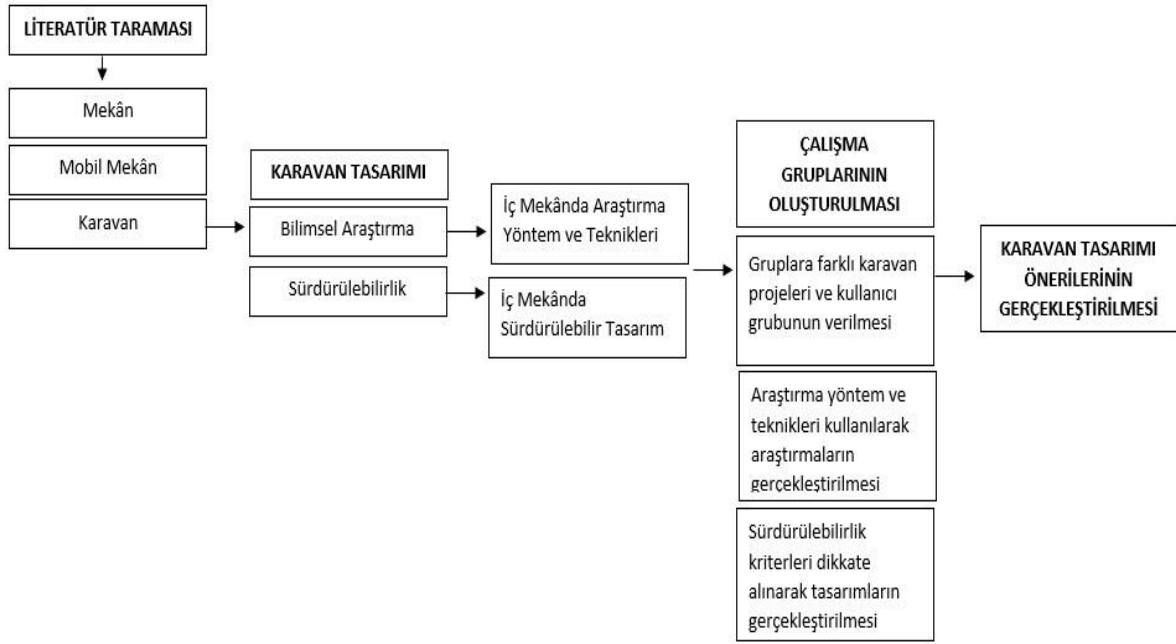 LİTERATÜR TARAMASI
Mekân
Mobil Mekân
Karavan
KARAVAN TASARIMI
Bilimsel Araştırma
Sürdürülebilirlik
İç Mekânda Araştırma
Yöntem ve Teknikleri
İç Mekânda
Sürdürülebilir Tasarım
ÇALIŞMA
GRUPLARININ
OLUŞTURULMASI
Gruplara farklı karavan
projeleri ve kullanıcı
grubunun verilmesi
Araştırma yöntem ve
teknikleri kullanılarak
araştırmaların
gerçekleştirilmesi
Sürdürülebilirlik
kriterleri dikkate
alınarak tasarımların
gerçekleştirilmesi
KARAVAN TASARIMI
ÖNERİLERİNİN
GERÇEKLEŞTİRİLMESİ